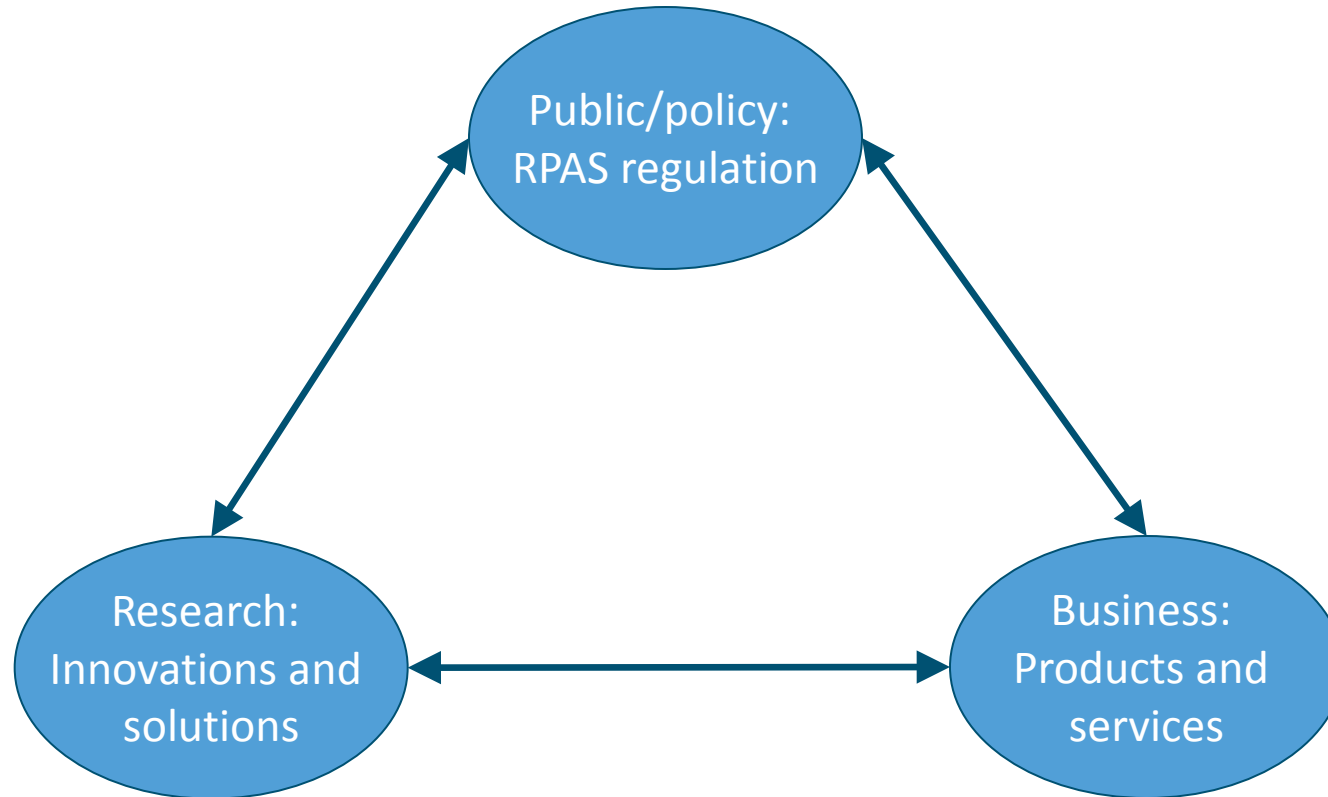 Public/policy:
RPAS regulation
Research:
Innovations and
solutions
Business:
Products and
services